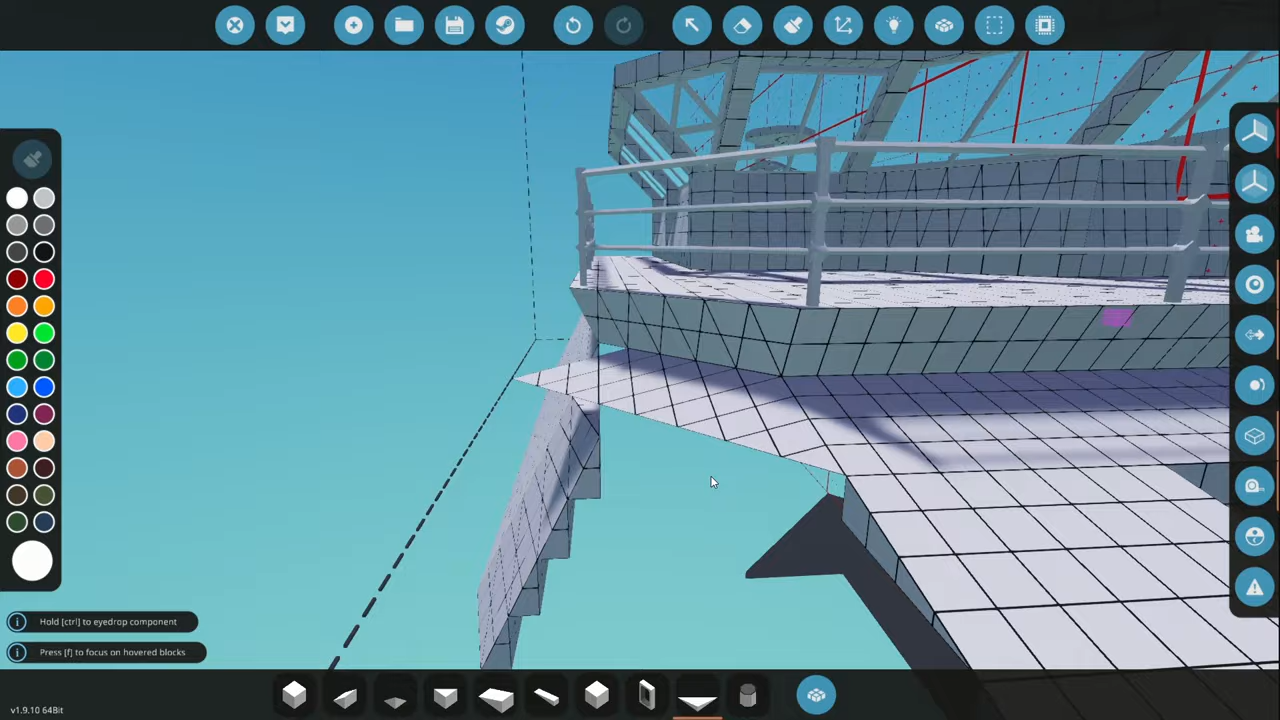 Hold [ctrl] to eyedrop component
Press [f] to focus on hovered blocks
v1.9.10 64Bit